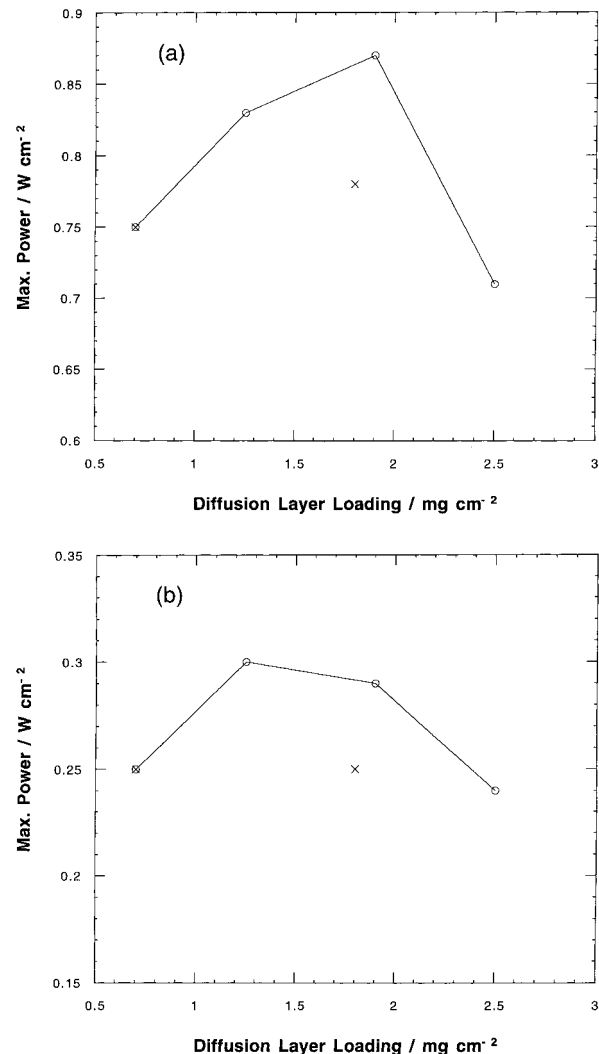 (a)
Max. Power / W cm⁻²
0.9
0.85
0.8
0.75
0.7
0.65
0.6
0.5 1 1.5 2 2.5 3
Diffusion Layer Loading / mg cm⁻²
(b)
Max. Power / W cm⁻²
0.35
0.3
0.25
0.2
0.15
0.5 1 1.5 2 2.5 3
Diffusion Layer Loading / mg cm⁻²